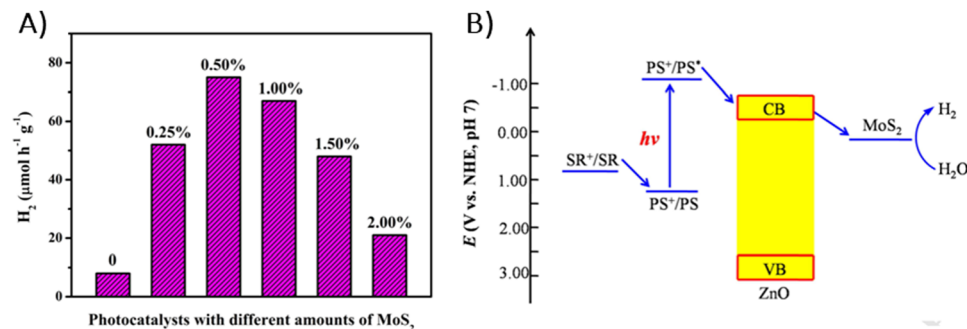 A)
H2 (μmol h-1 g-1)
80
60
40
20
0
0
0.25%
0.50%
1.00%
1.50%
2.00%
Photocatalysts with different amounts of MoS2
B)
E (V vs. NHE, pH 7)
-1.00
0.00
1.00
2.00
3.00
PS+/PS*
hν
SR+/SR
PS+/PS
CB
VB
ZnO
MoS2
H2
H2O